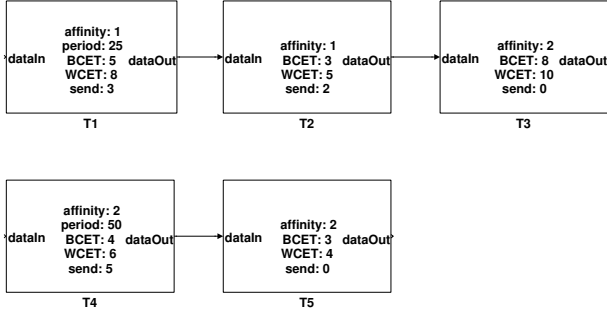 affinity: 1
period: 25
dataIn BCET: 5 dataOut
WCET: 8
send: 3
T1
affinity: 1
dataIn BCET: 3 dataOut
WCET: 5
send: 2
T2
affinity: 2
dataIn BCET: 8 dataOut
WCET: 10
send: 0
T3
affinity: 2
period: 50
dataIn BCET: 4 dataOut
WCET: 6
send: 5
T4
affinity: 2
dataIn BCET: 3 dataOut
WCET: 4
send: 0
T5